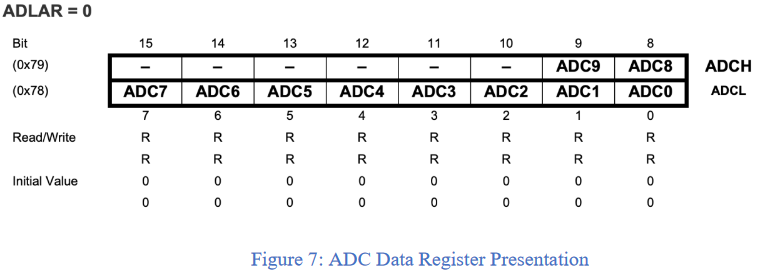 ADLAR = 0
Bit 15 14 13 12 11 10 9 8
(0x79) – – – – – – ADC9 ADC8 ADCH
(0x78) ADC7 ADC6 ADC5 ADC4 ADC3 ADC2 ADC1 ADC0 ADCL
7 6 5 4 3 2 1 0
Read/Write R R R R R R R R
R R R R R R R R
Initial Value 0 0 0 0 0 0 0 0
0 0 0 0 0 0 0 0
Figure 7: ADC Data Register Presentation